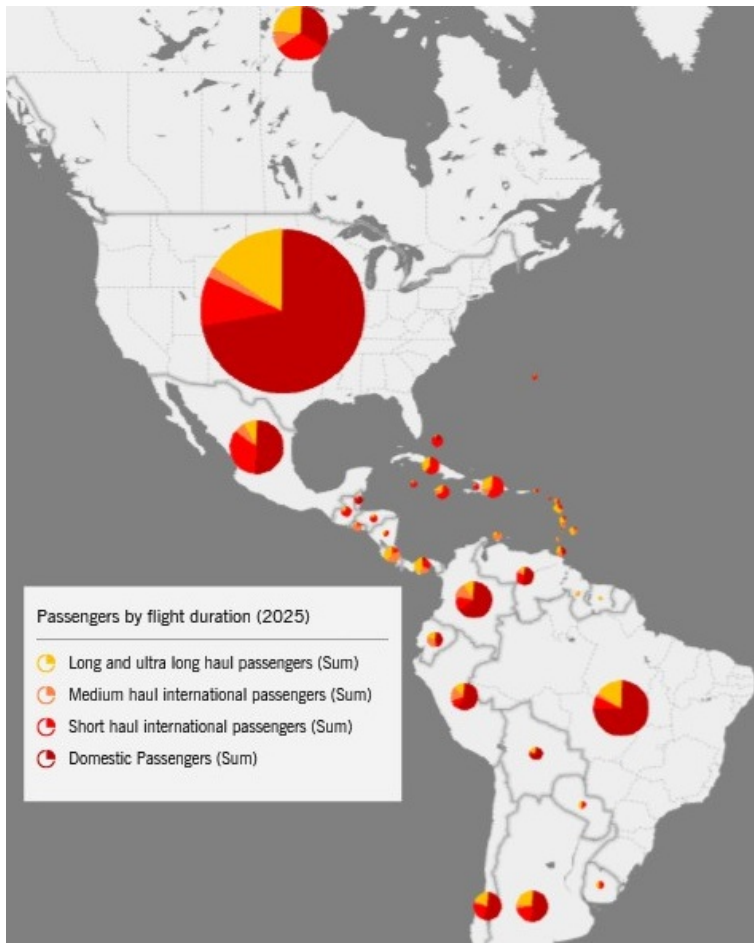 Passengers by flight duration (2025)
Long and ultra long haul passengers (Sum)
Medium haul international passengers (Sum)
Short haul international passengers (Sum)
Domestic Passengers (Sum)